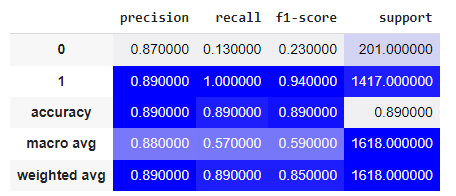 precision recall f1-score support
0 0.870000 0.130000 0.230000 201.000000
1 0.890000 1.000000 0.940000 1417.000000
accuracy 0.890000 0.890000 0.890000 0.890000
macro avg 0.880000 0.570000 0.590000 1618.000000
weighted avg 0.890000 0.890000 0.850000 1618.000000